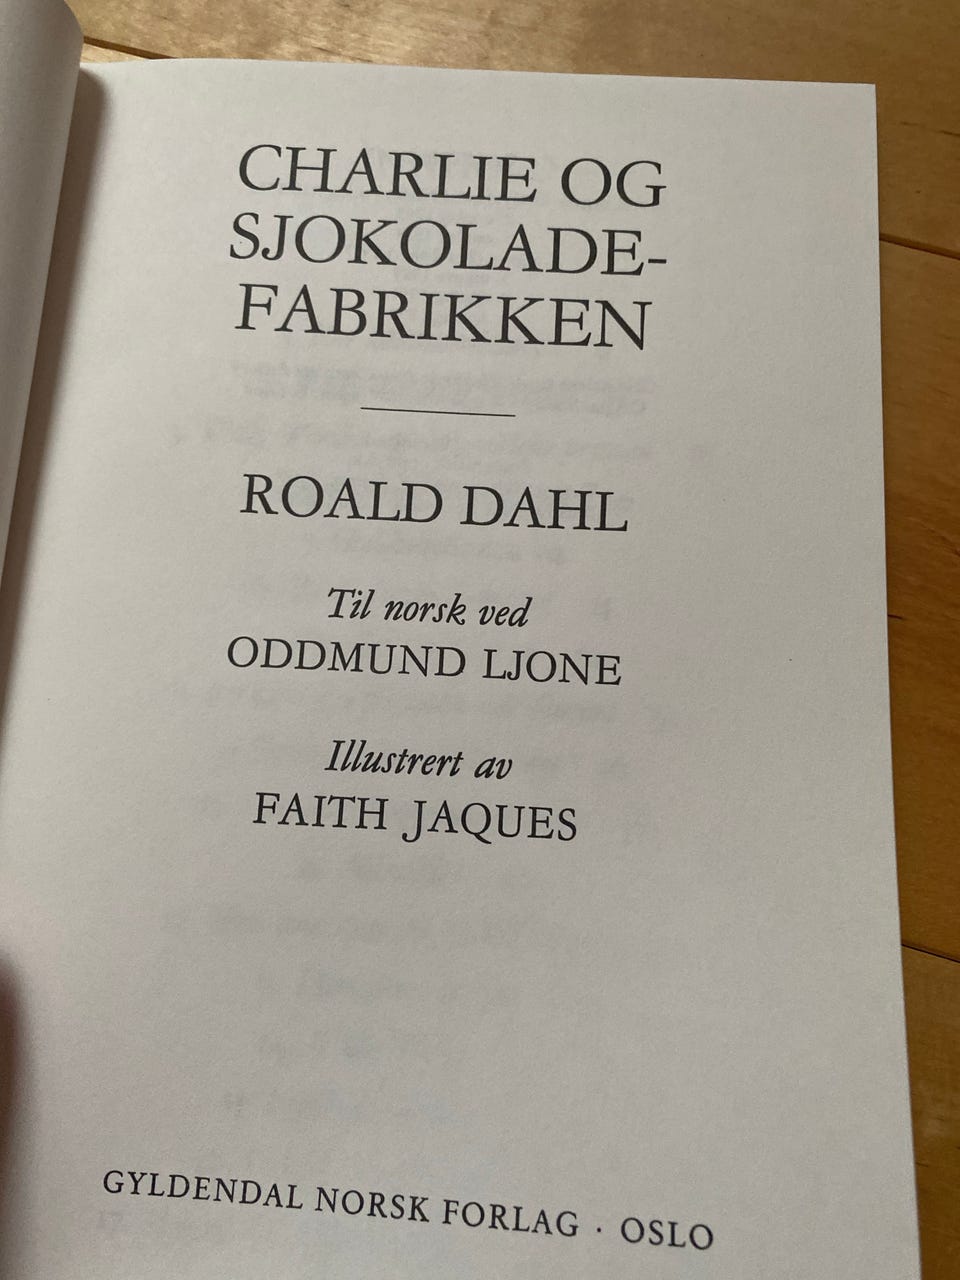 CHARLIE OG
SJOKOLADE-
FABRIKKEN
ROALD DAHL
Til norsk ved
ODDMUND LJONE
Illustrert av
FAITH JAQUES
GYLDENDAL NORSK FORLAG · OSLO